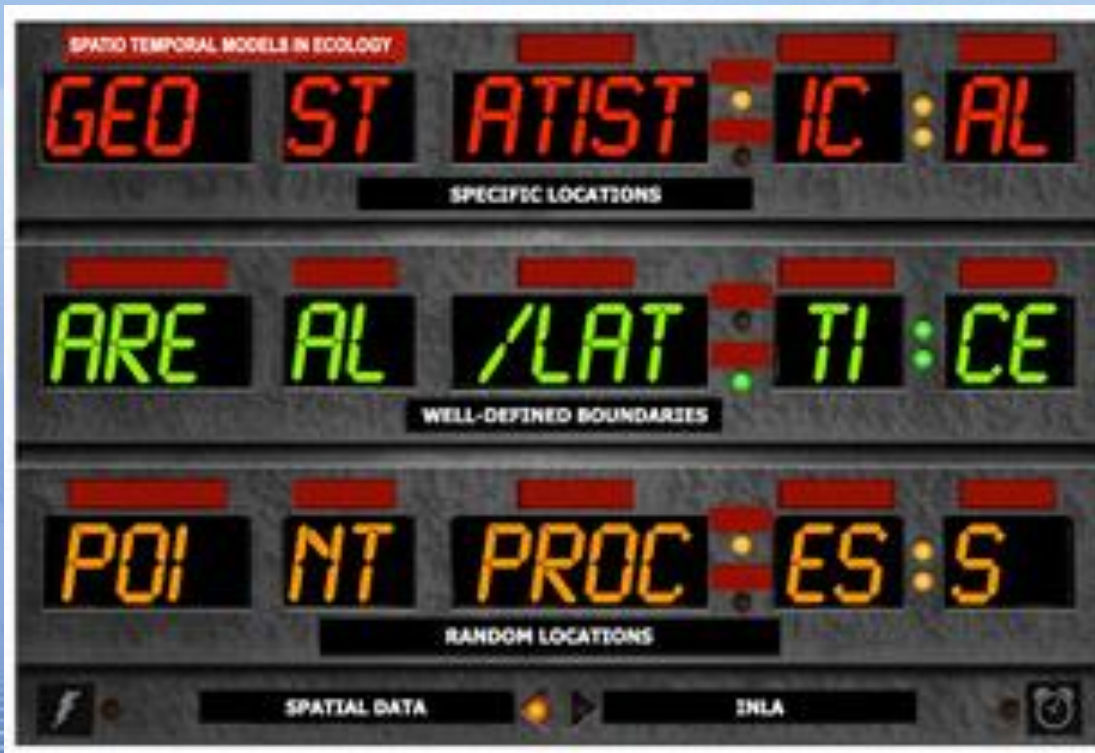 SPATIO TEMPORAL MODELS IN ECOLOGY
GEO ST ATIST IC AL
SPECIFIC LOCATIONS
ARE AL /LAT TI CE
WELL-DEFINED BOUNDARIES
POI NT PROC ES S
RANDOM LOCATIONS
SPATIAL DATA INLA